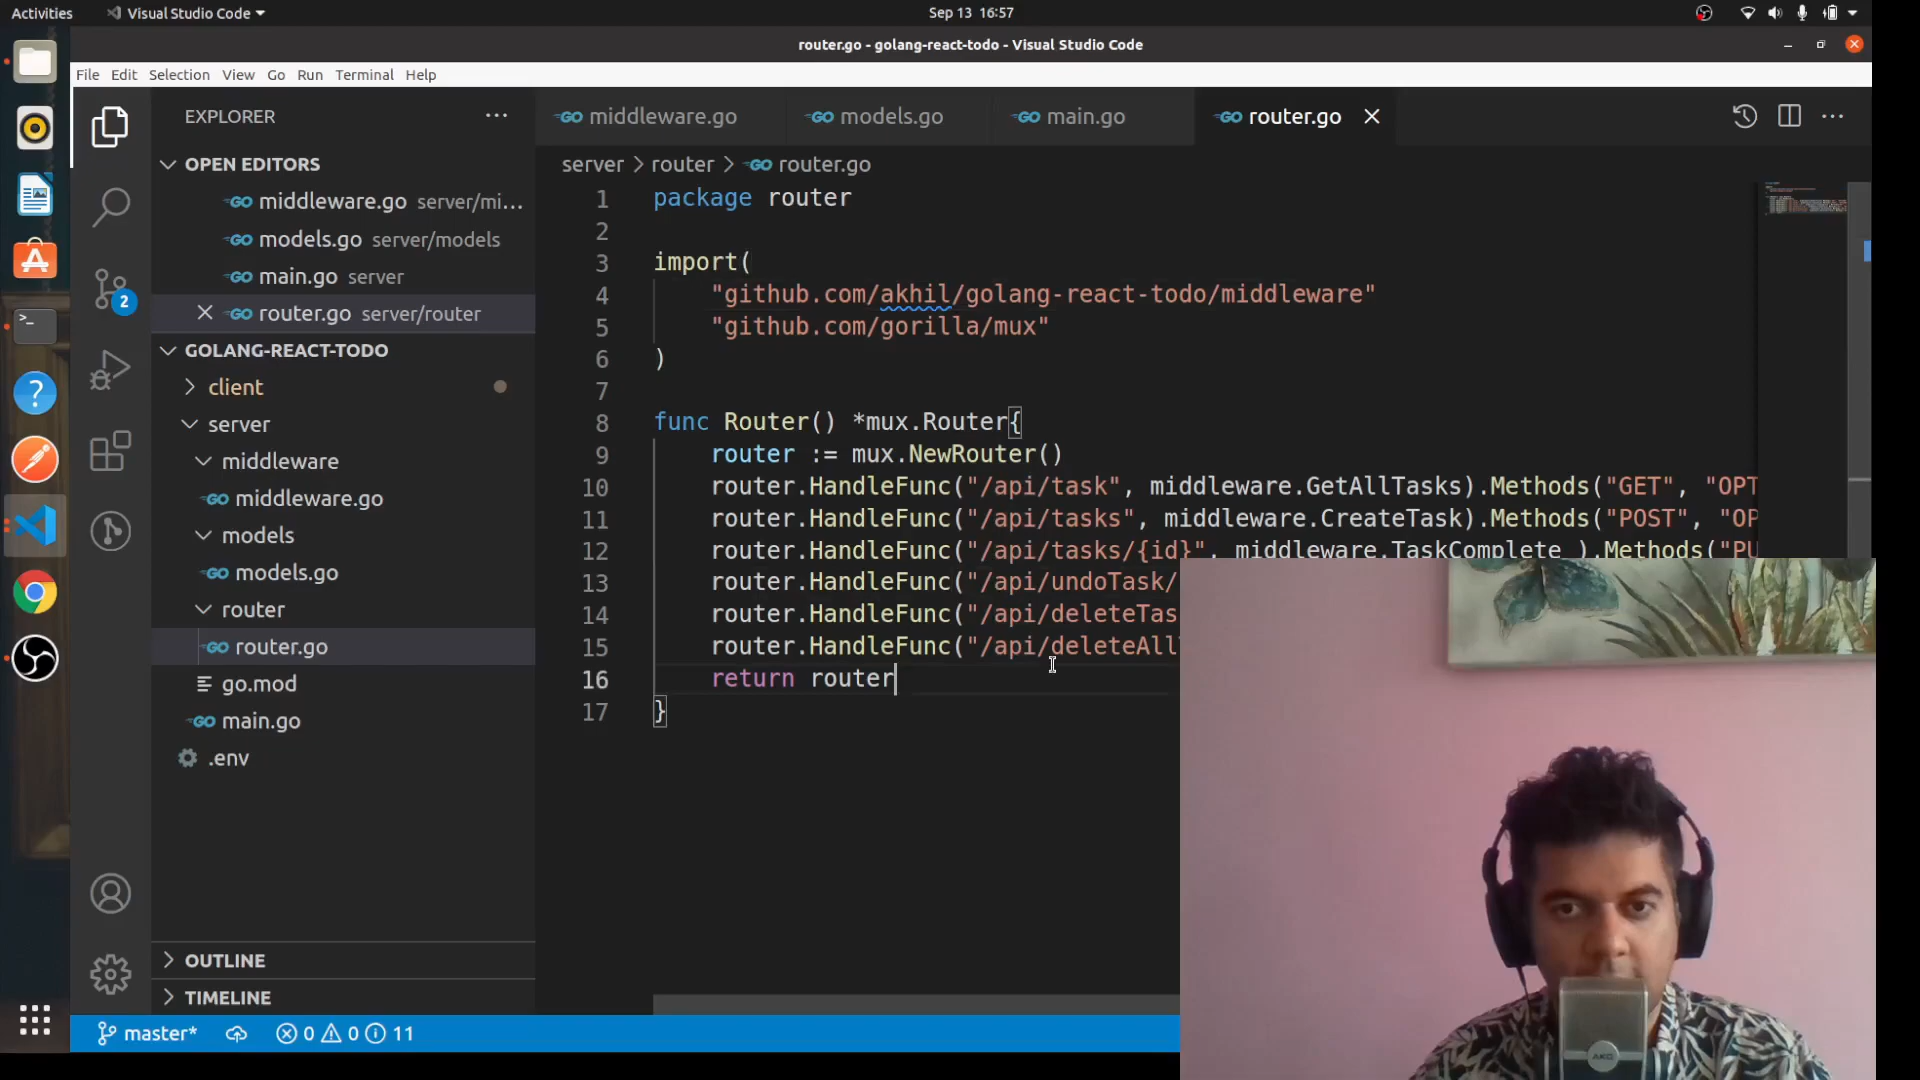 Activities
Visual Studio Code
Sep 13 16:57
router.go - golang-react-todo - Visual Studio Code
File Edit Selection View Go Run Terminal Help
EXPLORER
OPEN EDITORS
middleware.go server/mi...
models.go server/models
main.go server
router.go server/router
GOLANG-REACT-TODO
client
server
middleware
middleware.go
models
models.go
router
router.go
go.mod
main.go
.env
OUTLINE
TIMELINE
2
middleware.go
models.go
main.go
router.go
server > router > router.go
1 package router
2
3 import(
4 "github.com/akhil/golang-react-todo/middleware"
5 "github.com/gorilla/mux"
6 )
7
8 func Router() *mux.Router{
9 router := mux.NewRouter()
10 router.HandleFunc("/api/task", middleware.GetAllTasks).Methods("GET", "OPT
11 router.HandleFunc("/api/tasks", middleware.CreateTask).Methods("POST", "OP
12 router.HandleFunc("/api/tasks/{id}", middleware.TaskComplete ).Methods("PU
13 router.HandleFunc("/api/undoTask/
14 router.HandleFunc("/api/deleteTas
15 router.HandleFunc("/api/deleteAll
16 return router
17 }
master*
0 0 11
AKG